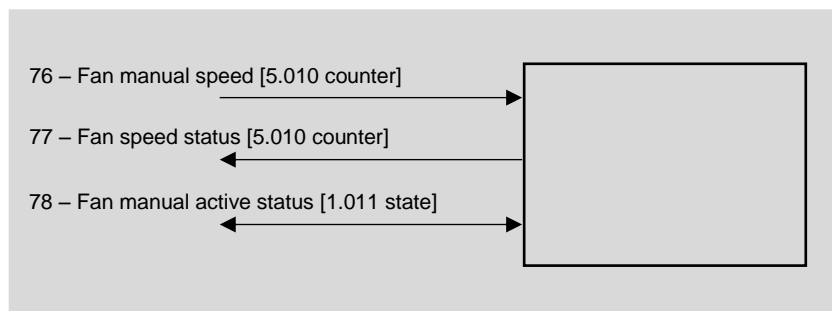 76 – Fan manual speed [5.010 counter]
77 – Fan speed status [5.010 counter]
78 – Fan manual active status [1.011 state]